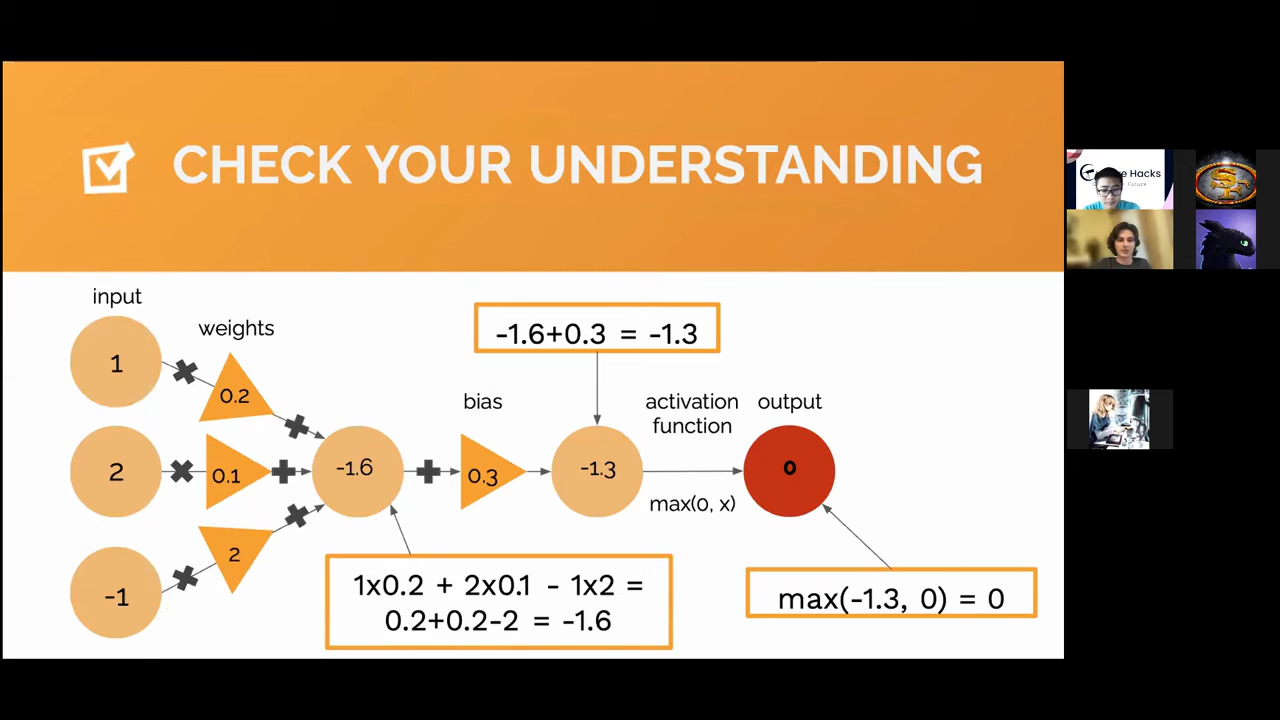 CHECK YOUR UNDERSTANDING
input
weights
1
0.2
2
0.1
-1
2
-1.6
bias
0.3
-1.6+0.3 = -1.3
-1.3
activation
function
max(0, x)
output
0
1x0.2 + 2x0.1 - 1x2 =
0.2+0.2-2 = -1.6
max(-1.3, 0) = 0
Hacks
Future
SF